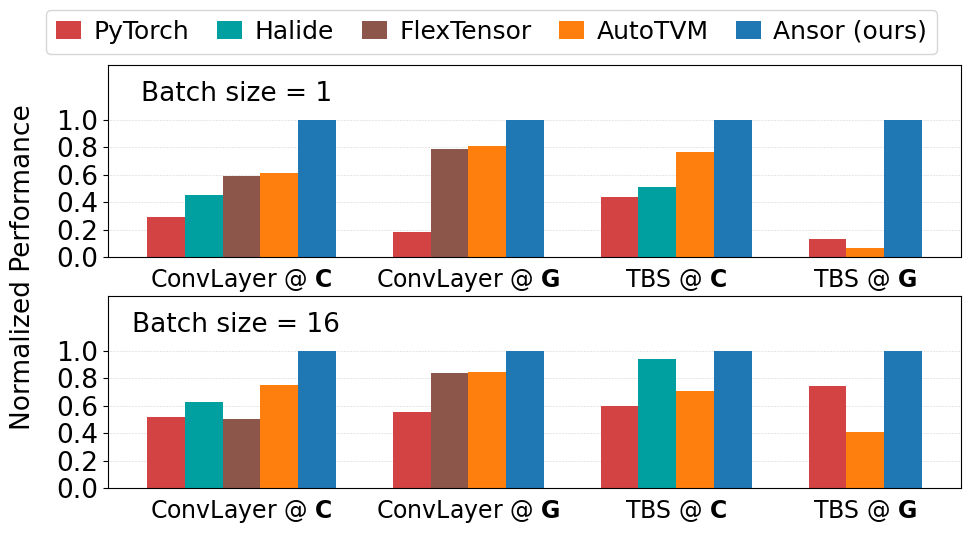 PyTorch Halide FlexTensor AutoTVM Ansor (ours)
Normalized Performance
Batch size = 1
1.0
0.8
0.6
0.4
0.2
0.0
ConvLayer @ C ConvLayer @ G TBS @ C TBS @ G
Batch size = 16
1.0
0.8
0.6
0.4
0.2
0.0
ConvLayer @ C ConvLayer @ G TBS @ C TBS @ G